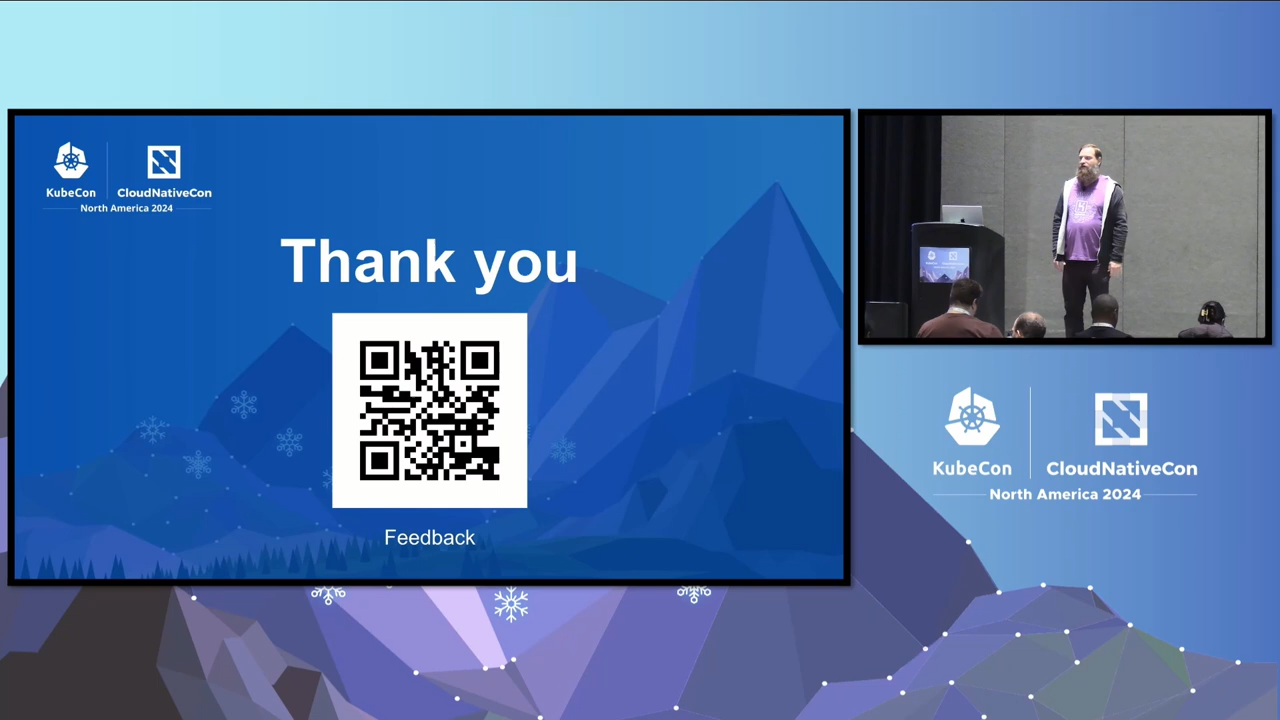 KubeCon
CloudNativeCon
North America 2024
Thank you
Feedback
KubeCon
CloudNativeCon
North America 2024